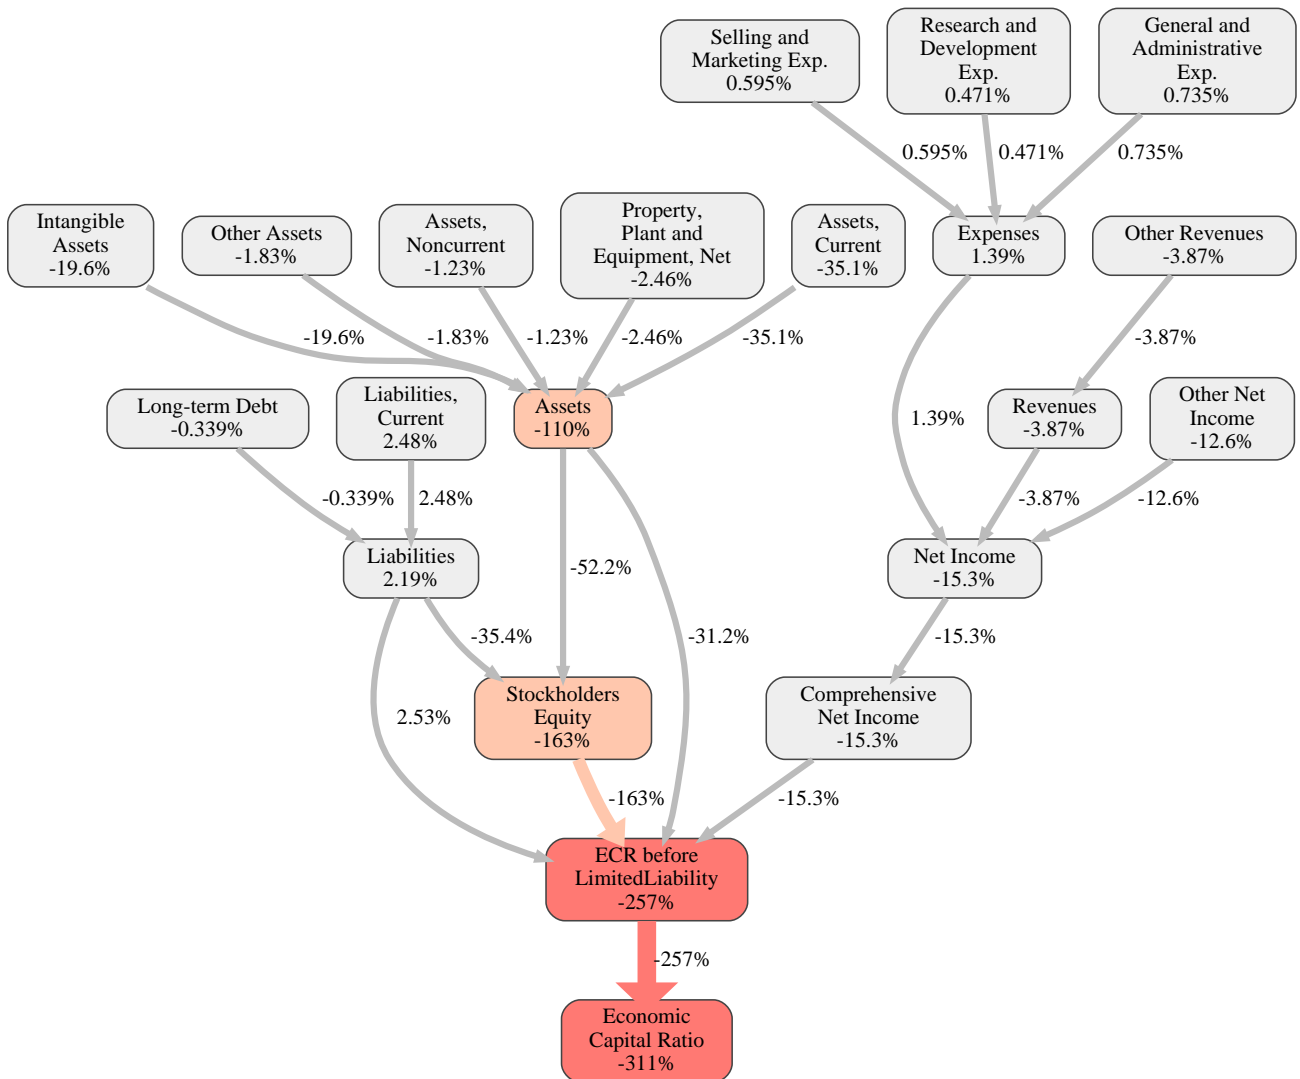 Selling and
Marketing Exp.
0.595%
Research and
Development
Exp.
0.471%
General and
Administrative
Exp.
0.735%
0.595%
0.471%
0.735%
Intangible
Assets
-19.6%
Other Assets
-1.83%
Assets,
Noncurrent
-1.23%
Property,
Plant and
Equipment, Net
-2.46%
Assets,
Current
-35.1%
Expenses
1.39%
Other Revenues
-3.87%
-19.6%
-1.83%
-1.23%
-2.46%
-35.1%
-3.87%
Long-term Debt
-0.339%
Liabilities,
Current
2.48%
Assets
-110%
1.39%
Revenues
-3.87%
Other Net
Income
-12.6%
-0.339%
2.48%
-3.87%
-12.6%
Liabilities
2.19%
-52.2%
Net Income
-15.3%
-35.4%
-31.2%
-15.3%
2.53%
Stockholders
Equity
-163%
Comprehensive
Net Income
-15.3%
-163%
-15.3%
ECR before
LimitedLiability
-257%
-257%
Economic
Capital Ratio
-311%